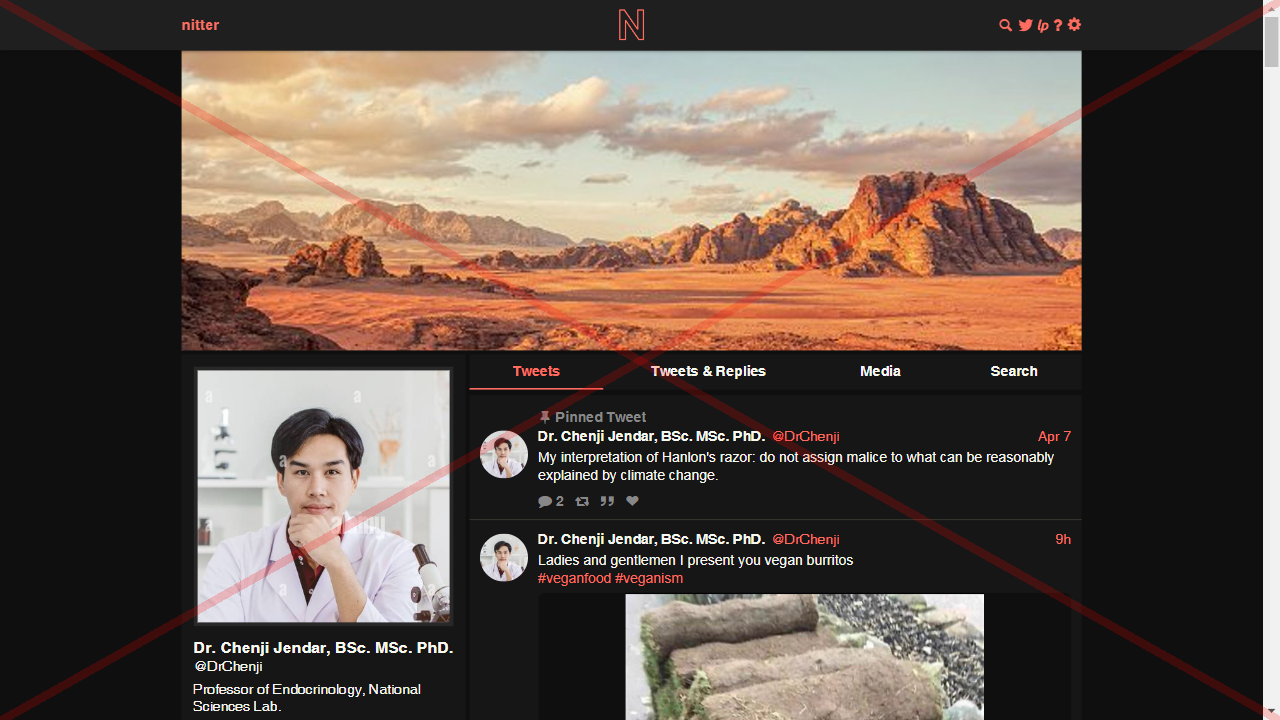 nitter
N
lp ?
Tweets
Tweets & Replies
Media
Search
Pinned Tweet
Dr. Chenji Jendar, BSc. MSc. PhD. @DrChenji Apr 7
My interpretation of Hanlon's razor: do not assign malice to what can be reasonably
explained by climate change.
2
Dr. Chenji Jendar, BSc. MSc. PhD. @DrChenji 9h
Ladies and gentlemen I present you vegan burritos
#veganfood #veganism
a a
a a
alamy
a a a
Dr. Chenji Jendar, BSc. MSc. PhD.
@DrChenji
Professor of Endocrinology, National
Sciences Lab.